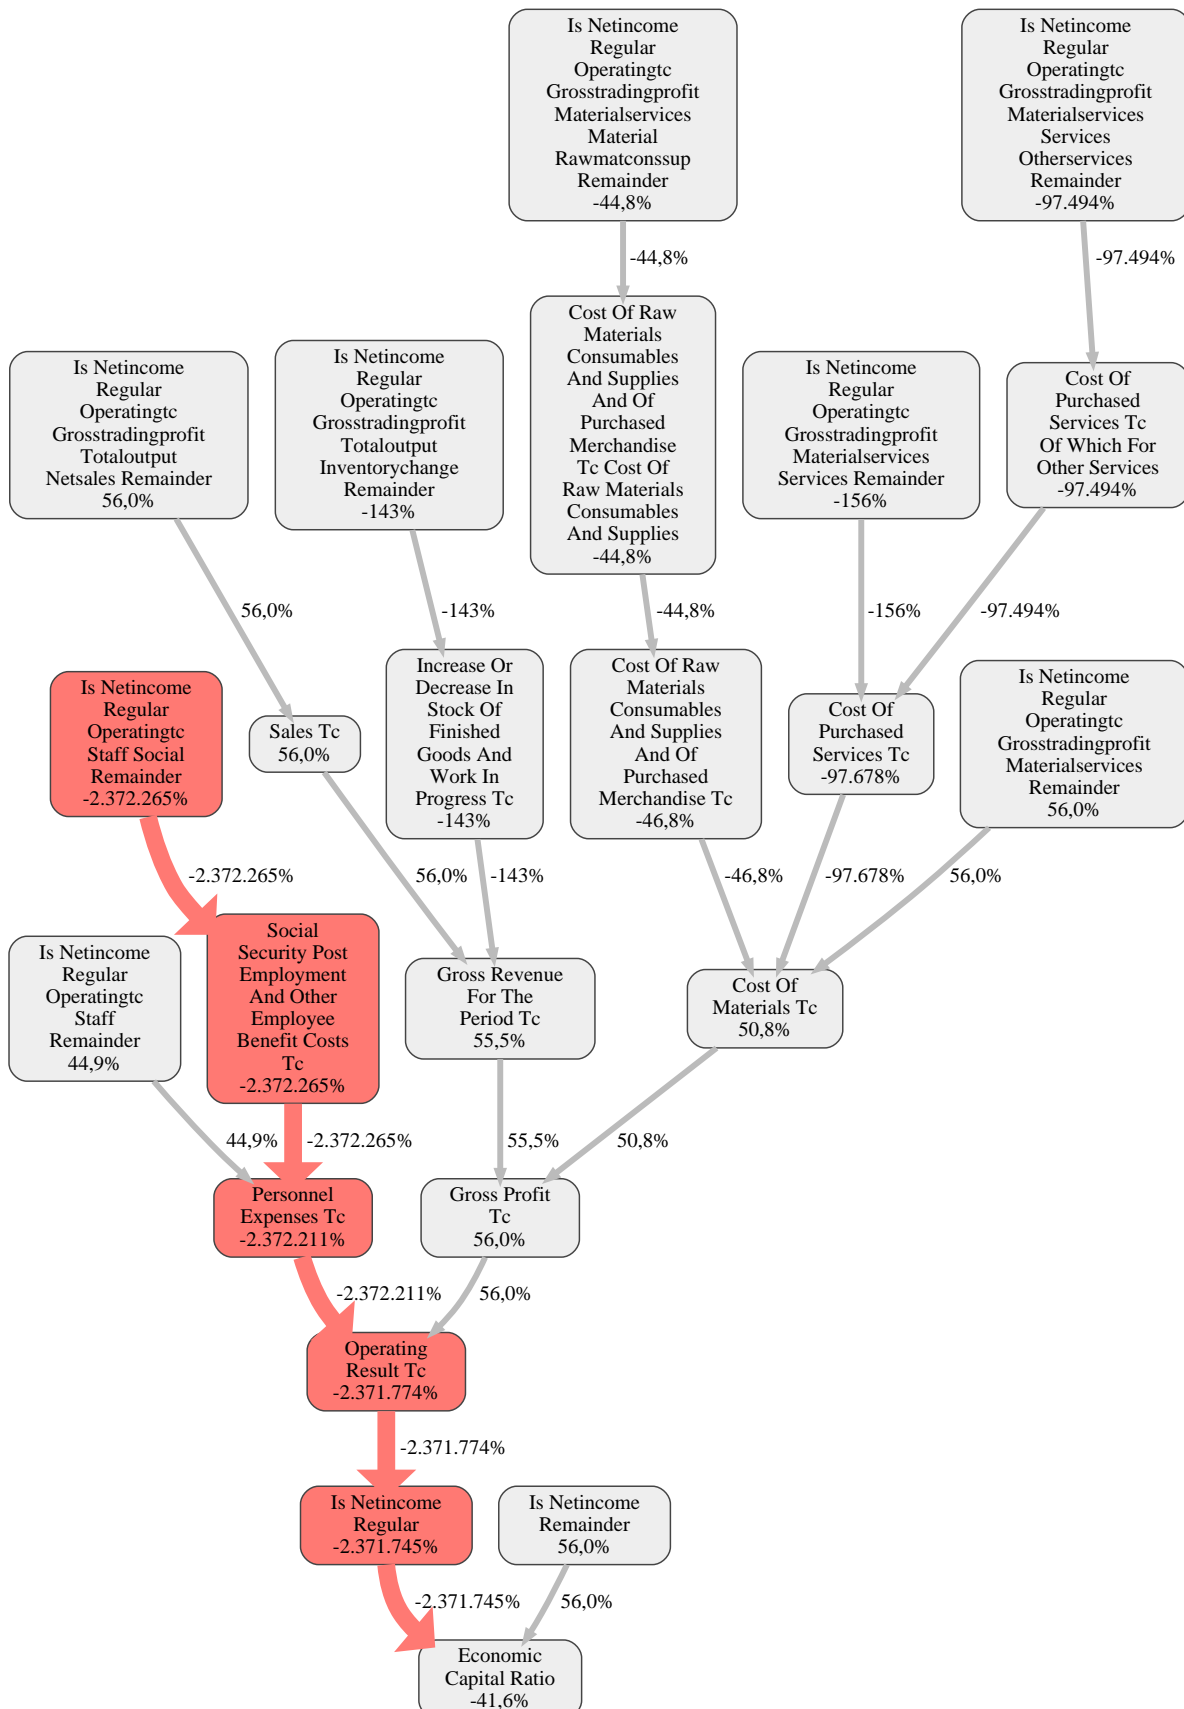 Is Netincome
Regular
Operatingtc
Grosstradingprofit
Materialservices
Material
Rawmatconssup
Remainder
-44,8%
Is Netincome
Regular
Operatingtc
Grosstradingprofit
Materialservices
Services
Otherservices
Remainder
-97.494%
-44,8%
-97.494%
Is Netincome
Regular
Operatingtc
Grosstradingprofit
Totaloutput
Netsales Remainder
56,0%
Is Netincome
Regular
Operatingtc
Grosstradingprofit
Totaloutput
Inventorychange
Remainder
-143%
Cost Of Raw
Materials
Consumables
And Supplies
And Of
Purchased
Merchandise
Tc Cost Of
Raw Materials
Consumables
And Supplies
-44,8%
Is Netincome
Regular
Operatingtc
Grosstradingprofit
Materialservices
Services Remainder
-156%
Cost Of
Purchased
Services Tc
Of Which For
Other Services
-97.494%
56,0%
-143%
-44,8%
-156%
-97.494%
Is Netincome
Regular
Operatingtc
Staff Social
Remainder
-2.372.265%
Sales Tc
56,0%
Increase Or
Decrease In
Stock Of
Finished
Goods And
Work In
Progress Tc
-143%
Cost Of Raw
Materials
Consumables
And Supplies
And Of
Purchased
Merchandise Tc
-46,8%
Cost Of
Purchased
Services Tc
-97.678%
Is Netincome
Regular
Operatingtc
Grosstradingprofit
Materialservices
Remainder
56,0%
-2.372.265%
56,0%
-143%
-46,8%
-97.678%
56,0%
Is Netincome
Regular
Operatingtc
Staff
Remainder
44,9%
Social
Security Post
Employment
And Other
Employee
Benefit Costs
Tc
-2.372.265%
Gross Revenue
For The
Period Tc
55,5%
Cost Of
Materials Tc
50,8%
44,9%
-2.372.265%
55,5%
50,8%
Personnel
Expenses Tc
-2.372.211%
Gross Profit
Tc
56,0%
-2.372.211%
56,0%
Operating
Result Tc
-2.371.774%
-2.371.774%
Is Netincome
Regular
-2.371.745%
Is Netincome
Remainder
56,0%
-2.371.745%
56,0%
Economic
Capital Ratio
-41,6%